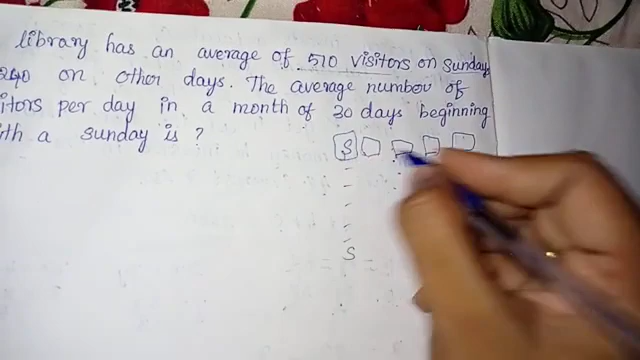 library has an average of 510 visitors on Sunday
240 on other days. The average number of
itors per day in a month of 30 days beginning
ith a sunday is ?
S
S